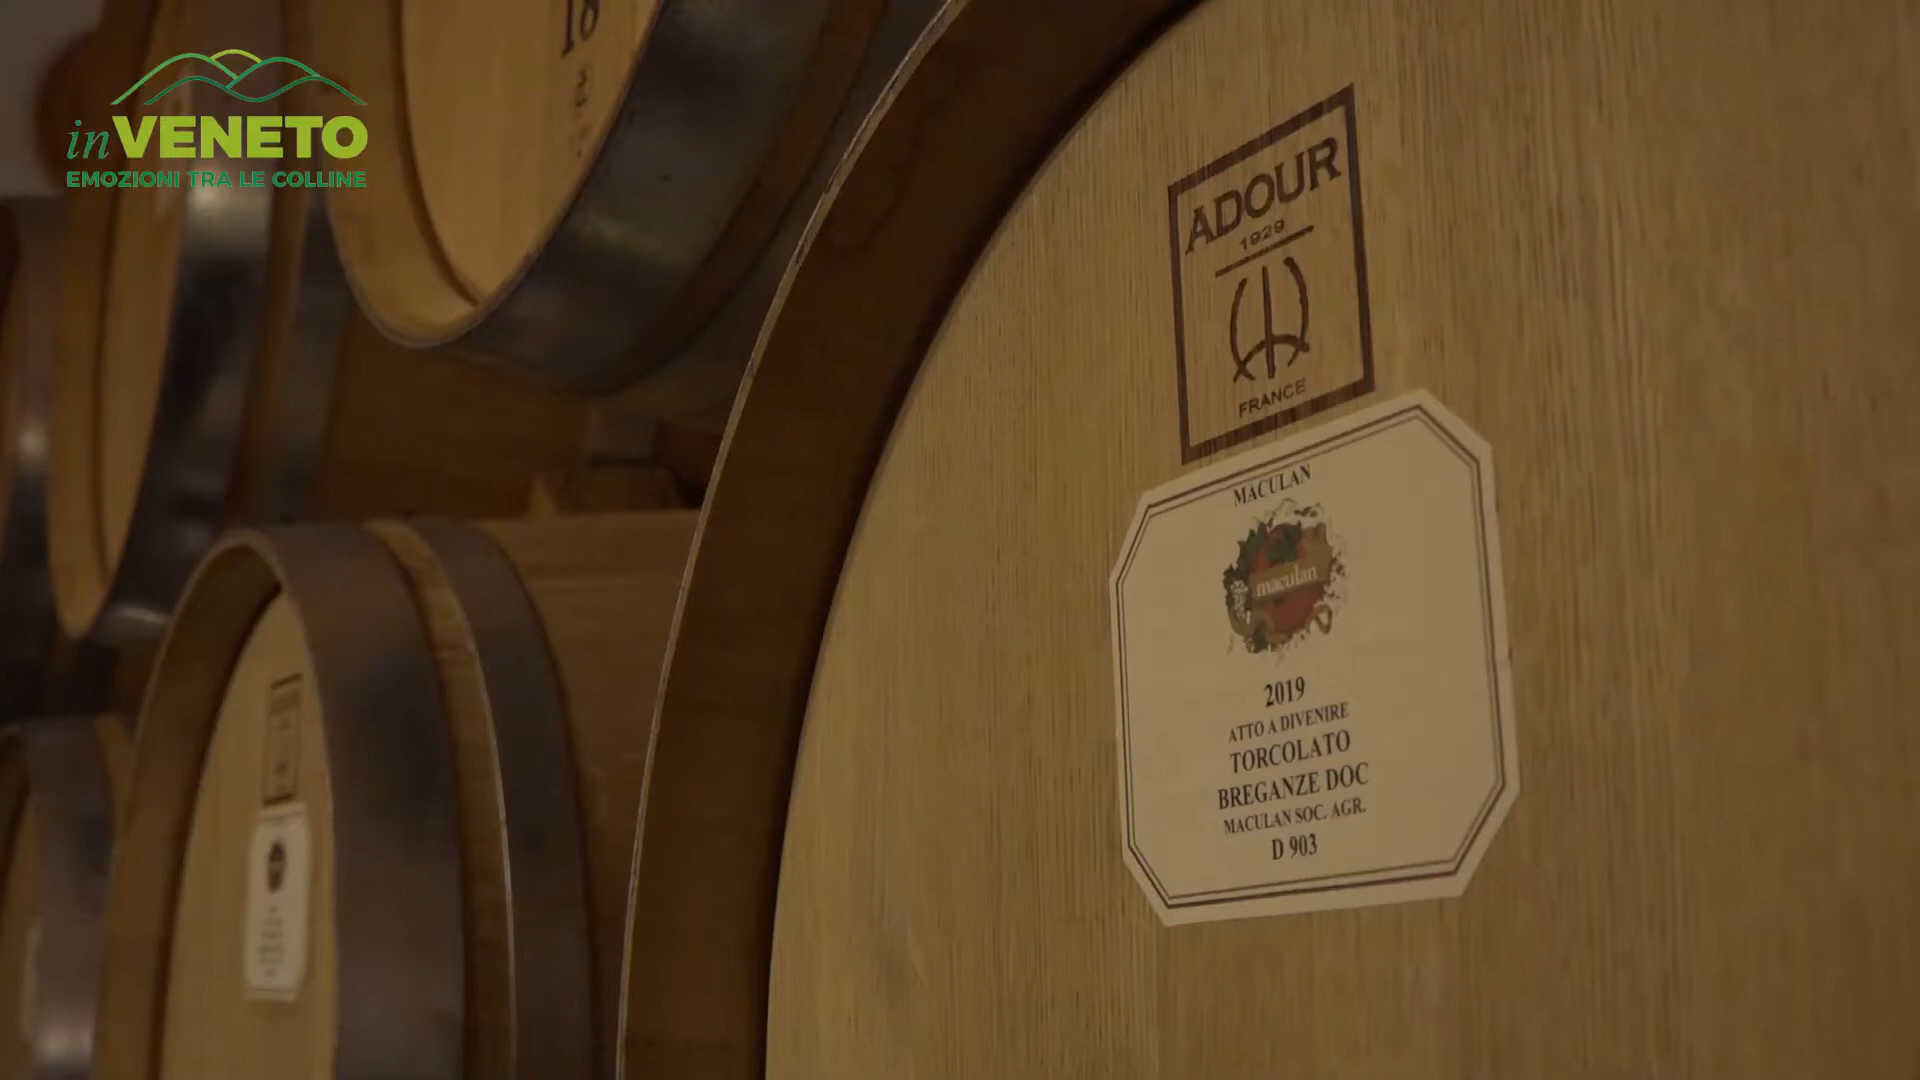 inVENETO
EMOZIONI TRA LE COLLINE
18
ADOUR
1929
FRANCE
MACULAN
maculan
2019
ATTO A DIVENIRE
TORCOLATO
BREGANZE DOC
MACULAN SOC. AGR.
D 903